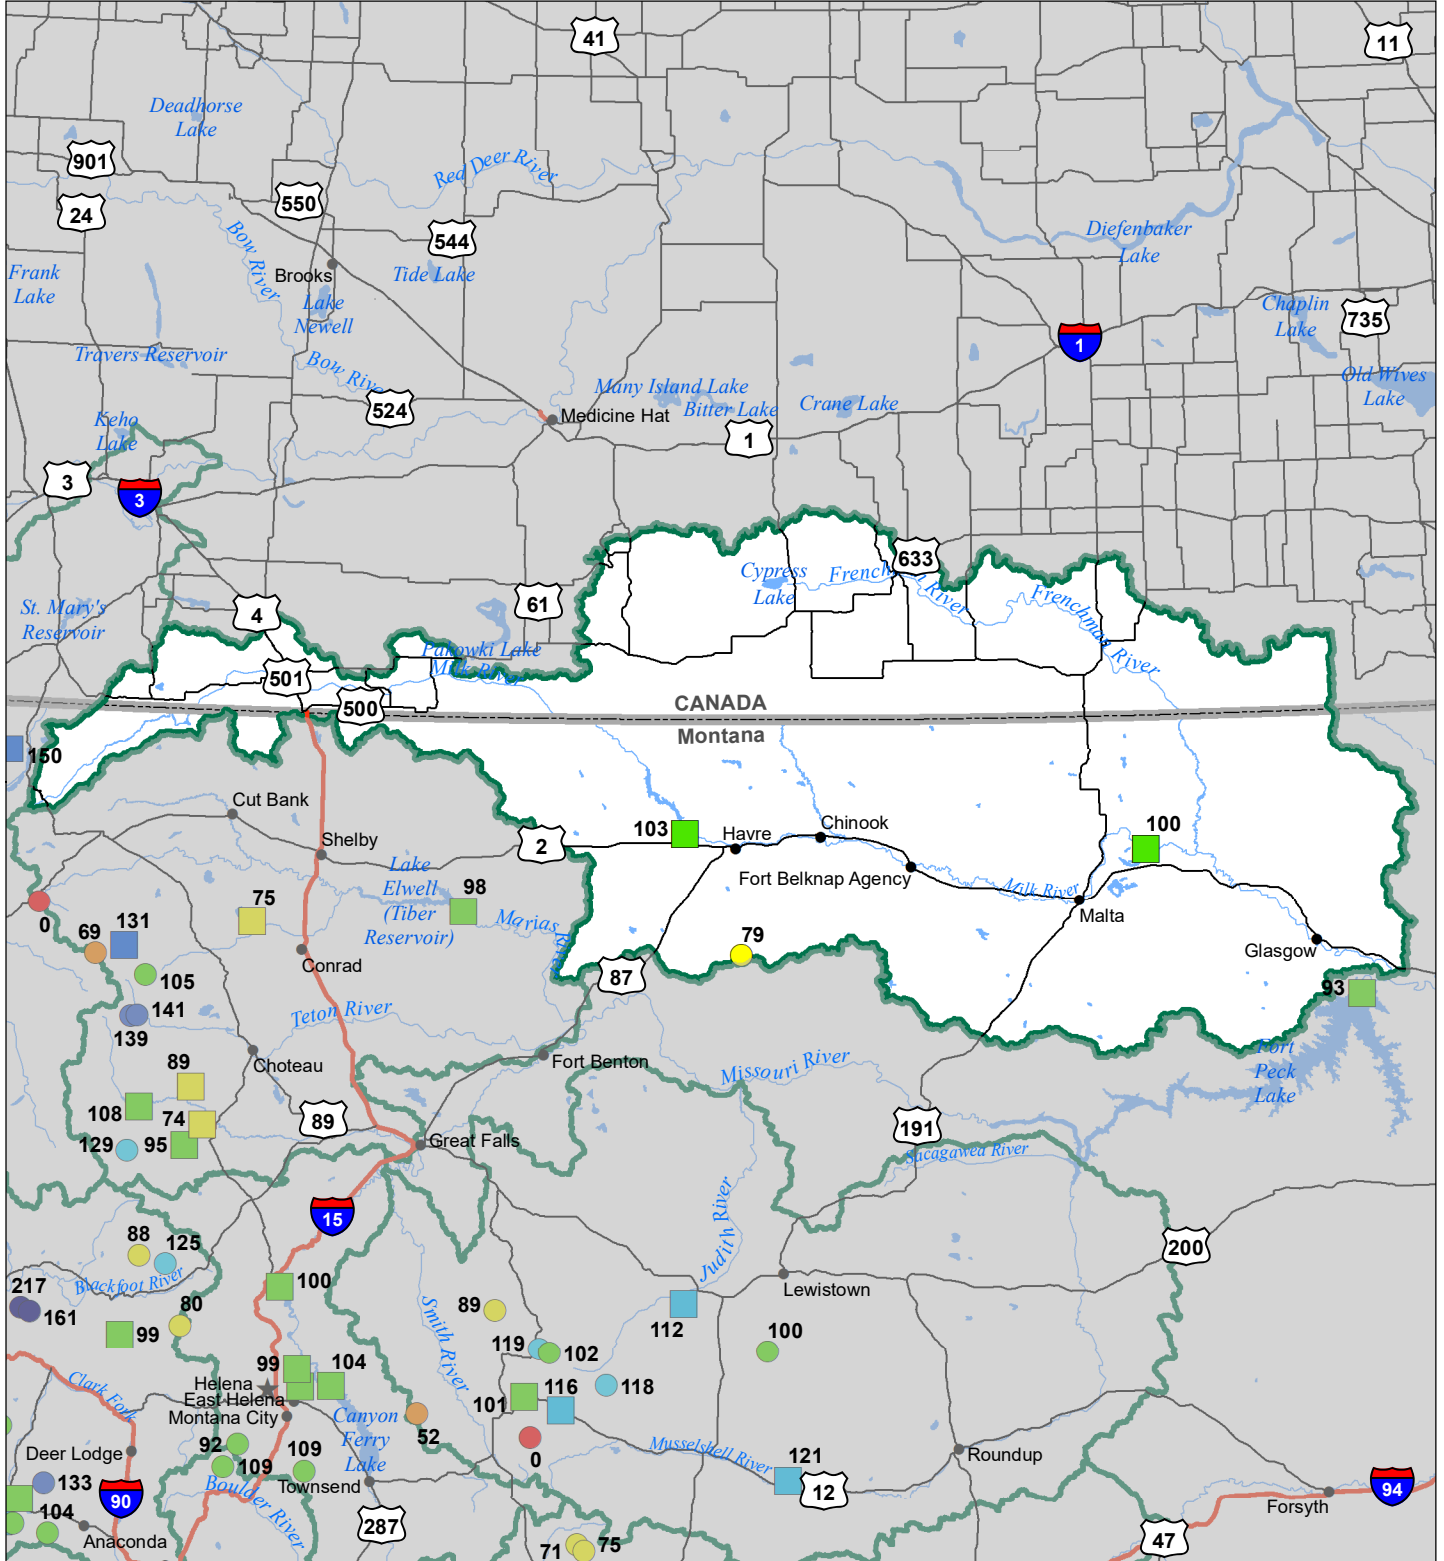 41
11
Deadhorse
Lake
901
Red Deer River
550
24
544
Bow River
Diefenbaker
Lake
Frank
Lake
Brooks
Tide Lake
Lake
Newell
Chaplin
Lake
735
1
Travers Reservoir
Bow River
Many Island Lake
Old Wives
Lake
524
Bitter Lake
Crane Lake
Medicine Hat
Keho
Lake
1
3
3
633
Cypress
Lake
Frenchman River
Frenchman River
61
St. Mary's
Reservoir
4
Pakowki Lake
Milk River
501
500
CANADA
Montana
150
Cut Bank
Shelby
2
103
Havre
Chinook
100
Lake
Elwell
(Tiber
Reservoir)
98
Fort Belknap Agency
Milk River
Malta
75
Marias River
0
69
131
79
Glasgow
Conrad
105
87
93
141
139
Teton River
Choteau
Fort Benton
Missouri River
Fort
Peck
Lake
89
108
74
89
191
129
95
Great Falls
Sacagawea River
15
Judith River
88
125
200
Blackfoot River
100
Lewistown
217
161
80
Smith River
89
112
99
119
102
100
99
104
Helena
East Helena
116
118
101
Clark Fork
Montana City
Canyon
Ferry
Lake
52
92
109
109
0
Musselshell River
Roundup
Deer Lodge
121
133
Townsend
12
90
Boulder River
94
Forsyth
104
Anaconda
287
47
71
75